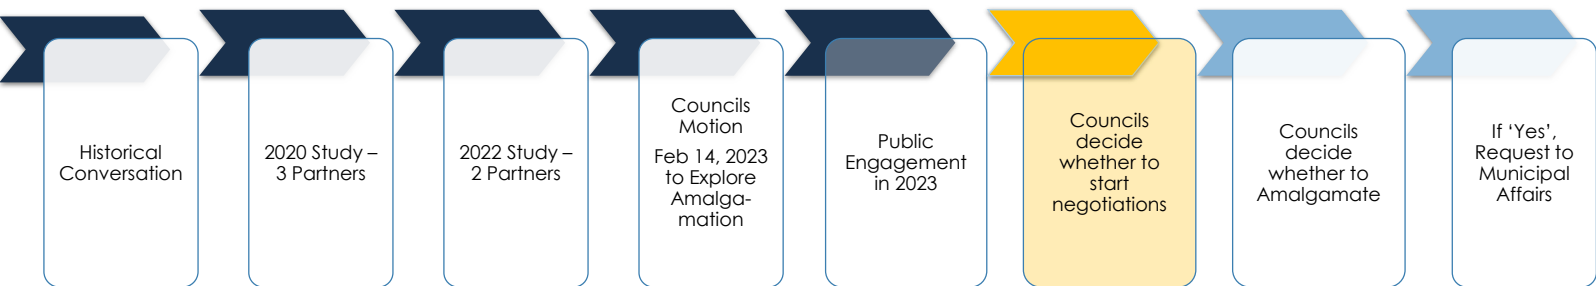 Historical
Conversation
2020 Study –
3 Partners
2022 Study –
2 Partners
Councils
Motion
Feb 14, 2023
to Explore
Amalga-
mation
Public
Engagement
in 2023
Councils
decide
whether to
start
negotiations
Councils
decide
whether to
Amalgamate
If ‘Yes’,
Request to
Municipal
Affairs